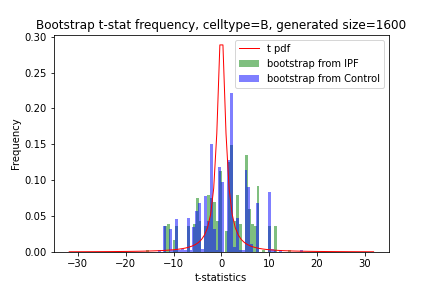 Bootstrap t-stat frequency, celltype=B, generated size=1600
0.30
0.25
0.20
0.15
0.10
0.05
0.00
Frequency
t pdf
bootstrap from IPF
bootstrap from Control
−30 −20 −10 0 10 20 30
t-statistics